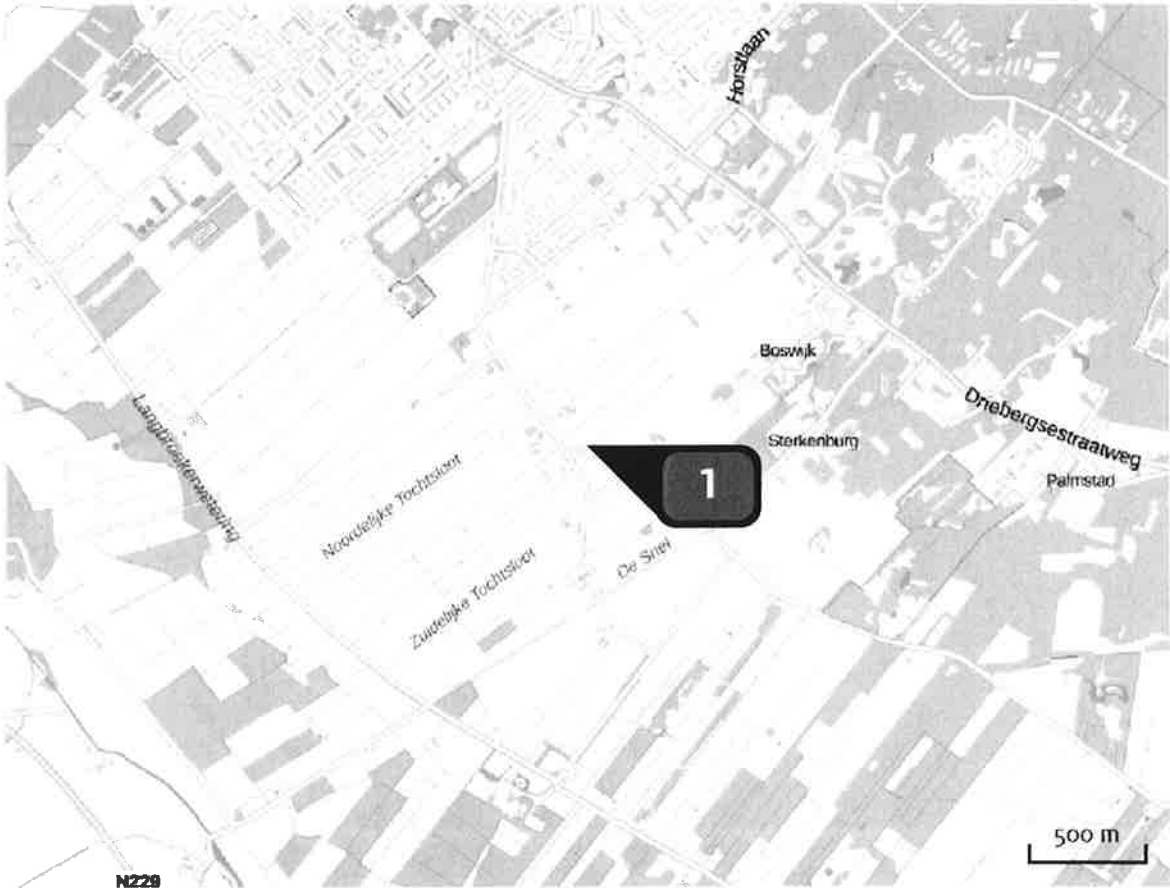 Horstlaan
Boswijk
Driebergsestraatweg
Sterkenburg
Palmstad
1
Langbroekerwetering
Noordelijke Tochtsloot
De Snel
Zuidelijke Tochtsloot
500 m
N229